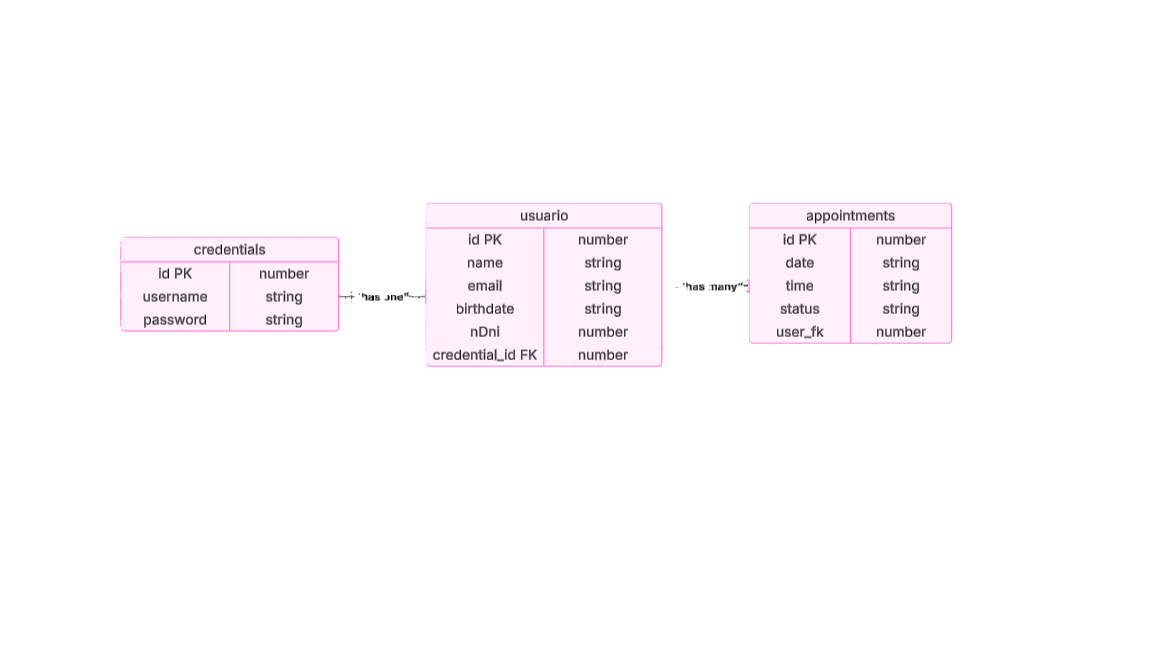 credentials
id PK number
username string
password string
"has one"
usuario
id PK number
name string
email string
birthdate string
nDni number
credential_id FK number
"has many"
appointments
id PK number
date string
time string
status string
user_fk number